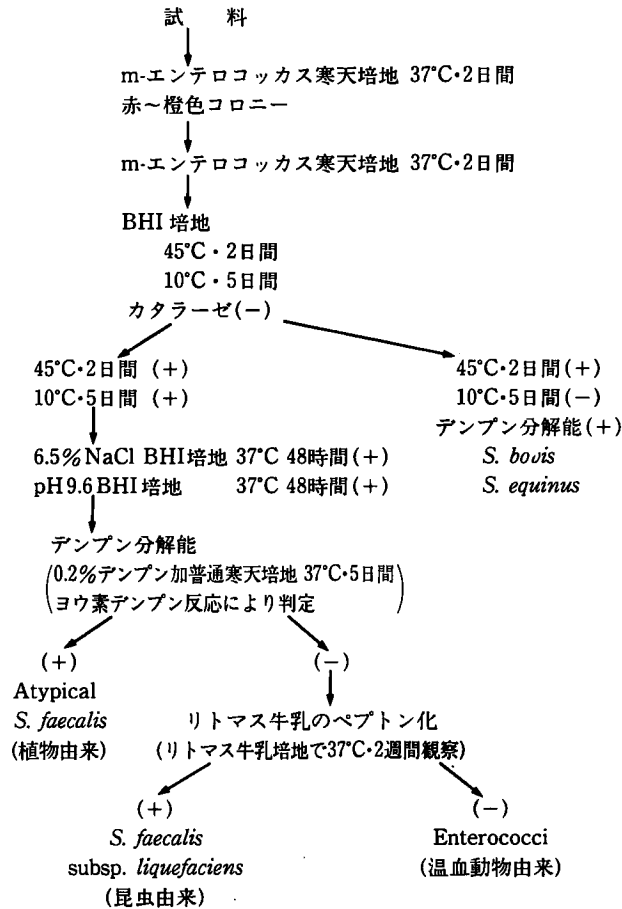 試料
m-エンテロコッカス寒天培地 37℃・2日間
赤～橙色コロニー
m-エンテロコッカス寒天培地 37℃・2日間
BHI 培地
45℃・2日間
10℃・5日間
カタラーゼ(-)
45℃・2日間 (+)
10℃・5日間 (+)
45℃・2日間(+)
10℃・5日間(-)
デンプン分解能(+)
S. bovis
S. equinus
6.5% NaCl BHI培地 37℃ 48時間(+)
pH 9.6 BHI 培地 37℃ 48時間(+)
デンプン分解能
(0.2%デンプン加普通寒天培地 37℃・5日間
ヨウ素デンプン反応により判定)
(+)
Atypical
S. faecalis
(植物由来)
(-)
リトマス牛乳のペプトン化
(リトマス牛乳培地で37℃・2週間観察)
(+)
S. faecalis
subsp. liquefaciens
(昆虫由来)
(-)
Enterococci
(温血動物由来)